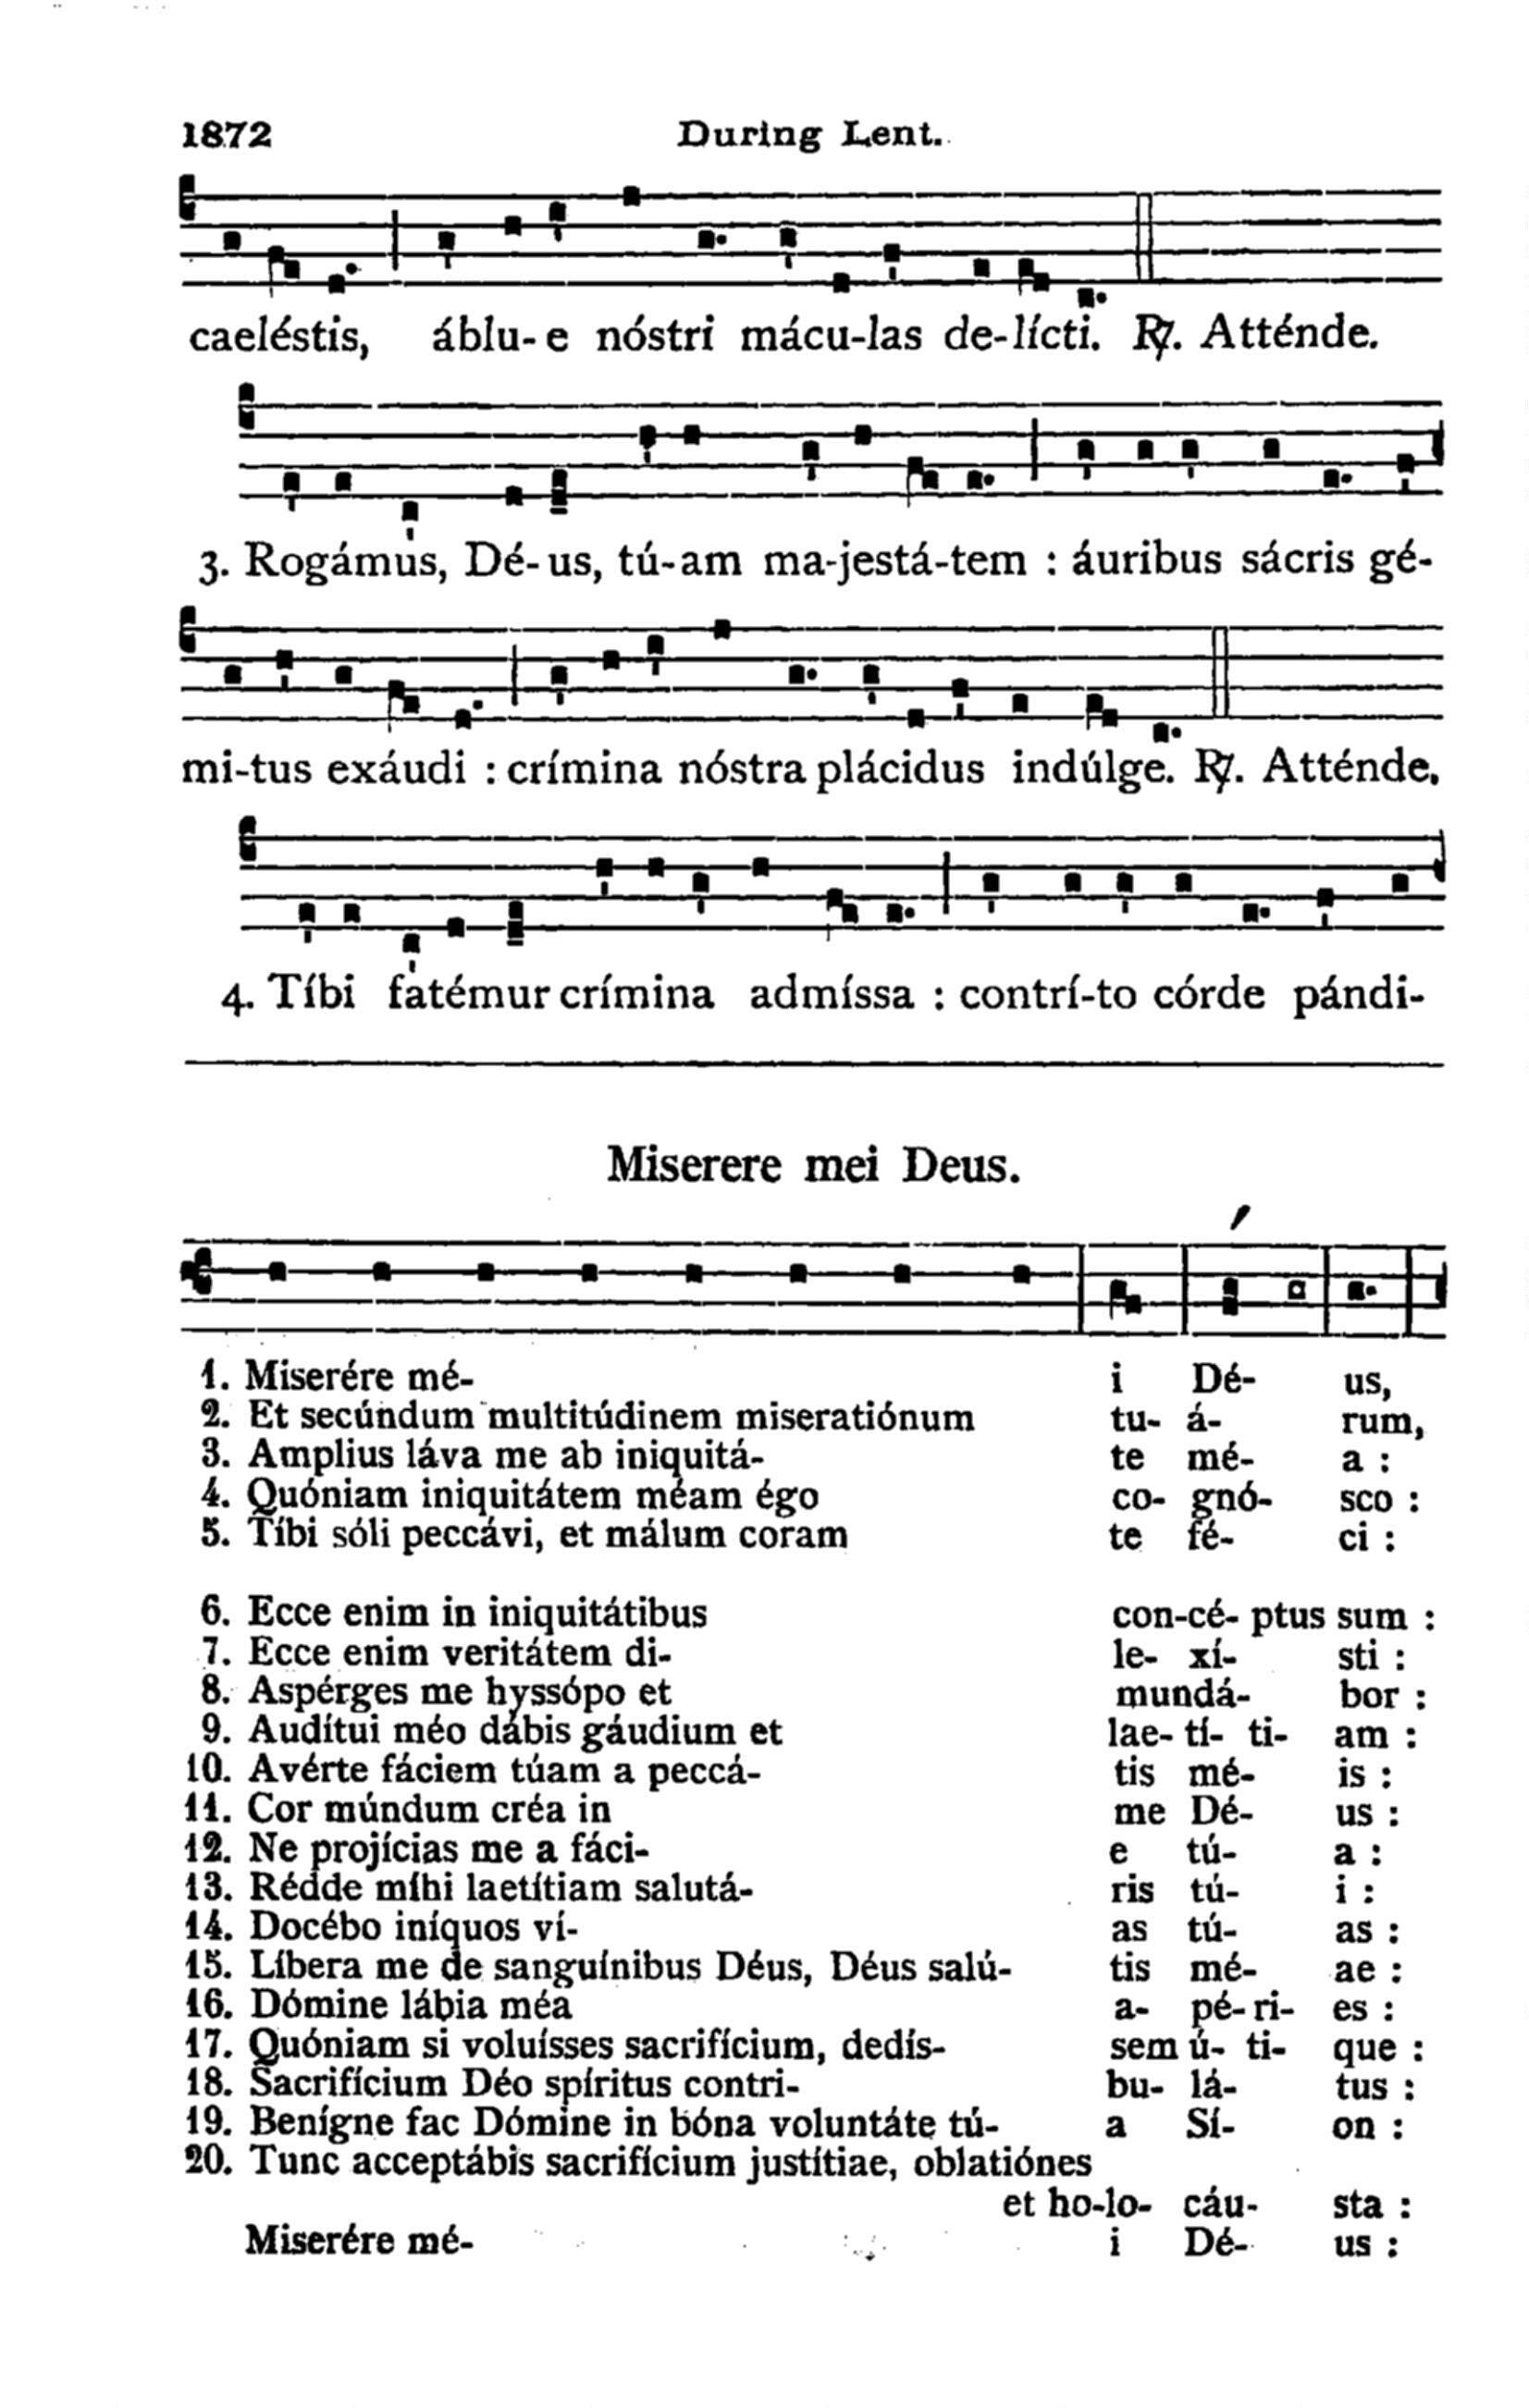 1872 During Lent.
caeléstis, áblu- e nóstri mácu-las de-lícti. ℟. Atténde.
3. Rogámus, Dé- us, tú- am ma-jestá-tem : áuribus sácris gé-
mi-tus exáudi : crímina nóstra plácidus indúlge. ℟. Atténde.
4. Tíbi fatémur crímina admíssa : contrí-to córde pándi-
Miserere mei Deus.
1. Miserére mé- i Dé- us,
2. Et secúndum multitúdinem miseratiónum tu- á- rum,
3. Amplius láva me ab iniquitá- te mé- a :
4. Quóniam iniquitátem méam égo co- gnó- sco :
5. Tíbi sóli peccávi, et málum coram te fé- ci :
6. Ecce enim in iniquitátibus con-cé- ptus sum :
7. Ecce enim veritátem di- le- xí- sti :
8. Aspérges me hyssópo et mundá- bor :
9. Audítui méo dábis gáudium et lae- tí- ti- am :
10. Avérte fáciem túam a peccá- tis mé- is :
11. Cor múndum créa in me Dé- us :
12. Ne projícias me a fáci- e tú- a :
13. Rédde míhi laetítiam salutá- ris tú- i :
14. Docébo iníquos ví- as tú- as :
15. Líbera me de sanguínibus Déus, Déus salú- tis mé- ae :
16. Dómine lábia méa a- pé- ri- es :
17. Quóniam si voluísses sacrifícium, dedís- sem ú- ti- que :
18. Sacrifícium Déo spíritus contri- bu- lá- tus :
19. Benígne fac Dómine in bóna voluntáte tú- a Sí- on :
20. Tunc acceptábis sacrifícium justítiae, oblatiónes
et ho-lo- cáu- sta :
Miserére mé- i Dé- us :